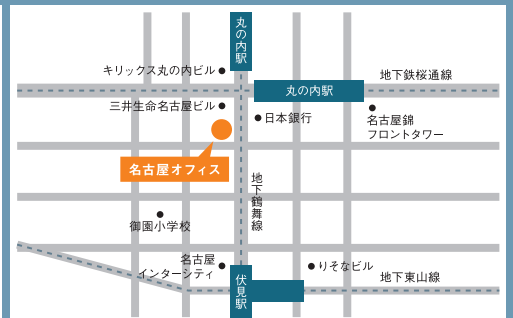 丸の内駅
キリックス丸の内ビル
地下鉄桜通線
丸の内駅
三井生命名古屋ビル
日本銀行
名古屋錦
フロントタワー
名古屋オフィス
地下鶴舞線
御園小学校
名古屋
インターシティ
りそなビル
伏見駅
地下東山線